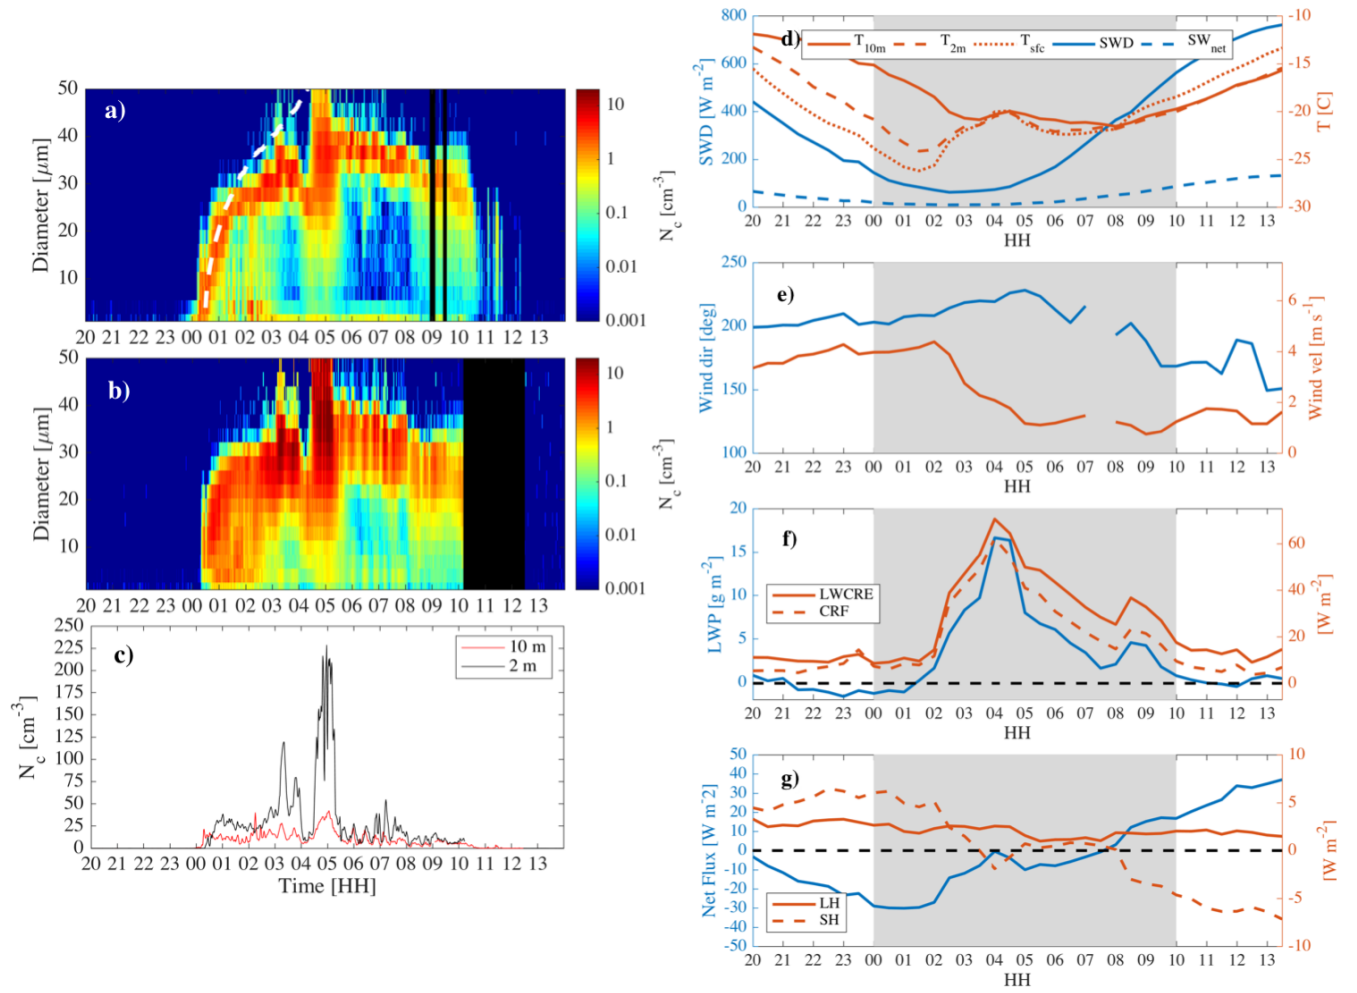 a)
50
40
30
20
10
Diameter [μm]
20 21 22 23 00 01 02 03 04 05 06 07 08 09 10 11 12 13
10
1
0.1
0.01
0.001
N_c [cm^-3]
b)
50
40
30
20
10
Diameter [μm]
20 21 22 23 00 01 02 03 04 05 06 07 08 09 10 11 12 13
10
1
0.1
0.01
0.001
N_c [cm^-3]
c)
250
225
200
175
150
125
100
75
50
25
0
N_c [cm^-3]
10 m
2 m
20 21 22 23 00 01 02 03 04 05 06 07 08 09 10 11 12 13
Time [HH]
d)
T_10m T_2m T_sfc SWD SW_net
800
600
400
200
0
SWD [W m^-2]
-10
-15
-20
-25
-30
T [C]
20 21 22 23 00 01 02 03 04 05 06 07 08 09 10 11 12 13
HH
e)
250
200
150
100
Wind dir [deg]
6
4
2
0
Wind vel [m s^-1]
20 21 22 23 00 01 02 03 04 05 06 07 08 09 10 11 12 13
HH
f)
20
15
10
5
0
LWP [g m^-2]
LWCRE
CRF
60
40
20
0
[W m^-2]
20 21 22 23 00 01 02 03 04 05 06 07 08 09 10 11 12 13
HH
g)
50
40
30
20
10
0
-10
-20
-30
-40
-50
Net Flux [W m^-2]
LH
SH
10
5
0
-5
-10
[W m^-2]
20 21 22 23 00 01 02 03 04 05 06 07 08 09 10 11 12 13
HH